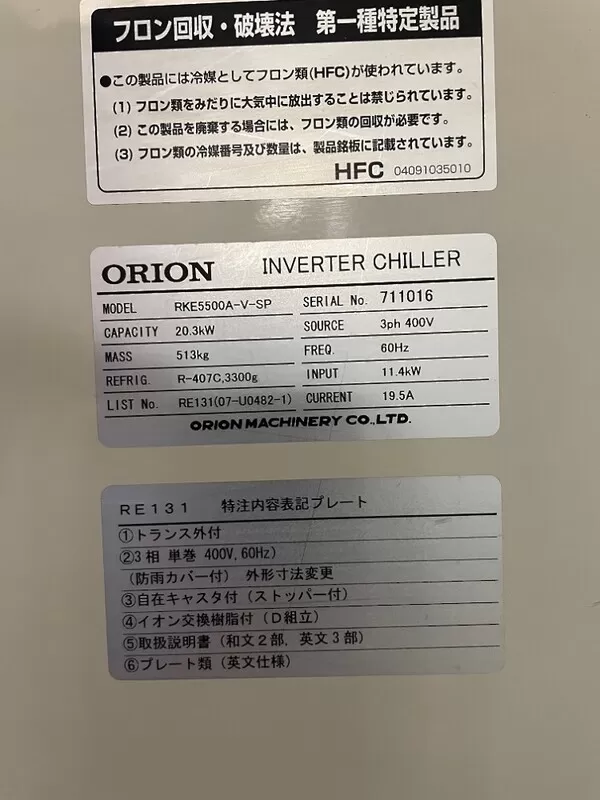 フロン回収・破壊法 第一種特定製品
●この製品には冷媒としてフロン類(HFC)が使われています。
(1) フロン類をみだりに大気中に放出することは禁じられています。
(2) この製品を廃棄する場合には、フロン類の回収が必要です。
(3) フロン類の冷媒番号及び数量は、製品銘板に記載されています。
HFC 04091035010
ORION INVERTER CHILLER
MODEL RKE5500A-V-SP SERIAL No. 711016
CAPACITY 20.3kW SOURCE 3ph 400V
MASS 513kg FREQ. 60Hz
REFRIG. R-407C,3300g INPUT 11.4kW
LIST No. RE131(07-U0482-1) CURRENT 19.5A
ORION MACHINERY CO.,LTD.
RE131 特注内容表記プレート
①トランス外付
②3相 単巻 400V,60Hz)
(防雨カバー付) 外形寸法変更
③自在キャスタ付(ストッパー付)
④イオン交換樹脂付(D組立)
⑤取扱説明書(和文2部, 英文3部)
⑥プレート類(英文仕様)